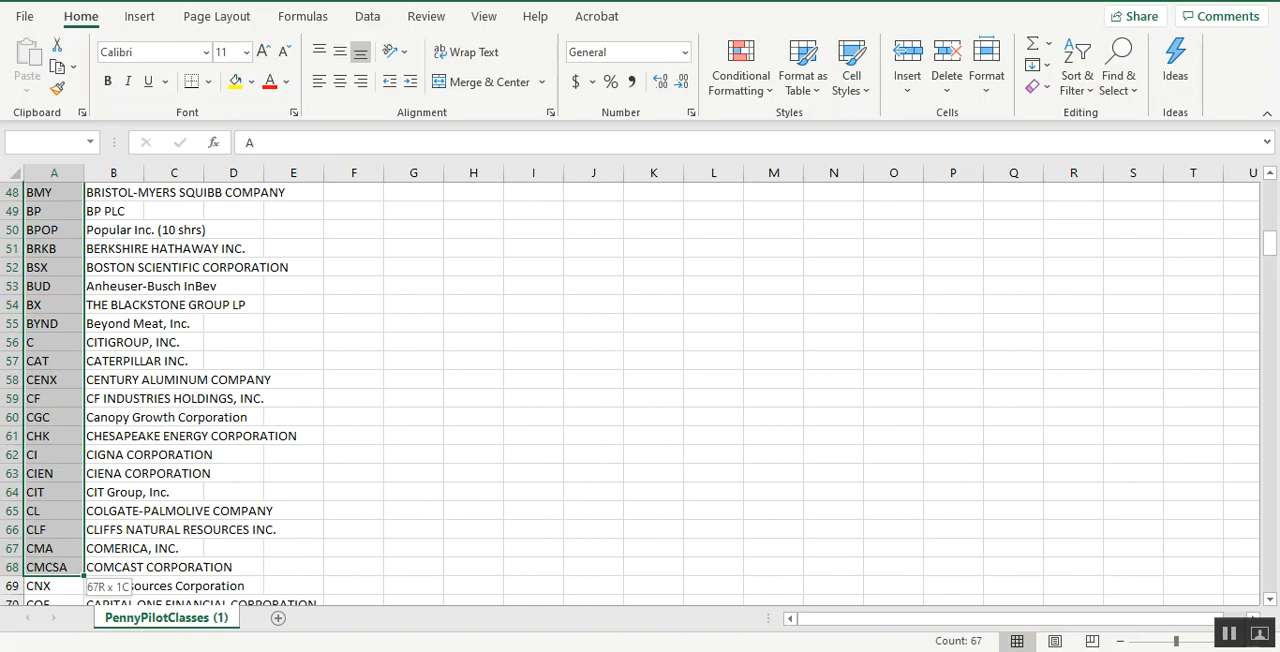 File Home Insert Page Layout Formulas Data Review View Help Acrobat Share Comments
Paste Calibri 11 Wrap Text General Conditional Formatting Format as Table Cell Styles Insert Delete Format Sort & Filter Find & Select Ideas
B I U A Merge & Center $ % ,
Clipboard Font Alignment Number Styles Cells Editing Ideas
fx A
A B C D E F G H I J K L M N O P Q R S T U
48 BMY BRISTOL-MYERS SQUIBB COMPANY
49 BP BP PLC
50 BPOP Popular Inc. (10 shrs)
51 BRKB BERKSHIRE HATHAWAY INC.
52 BSX BOSTON SCIENTIFIC CORPORATION
53 BUD Anheuser-Busch InBev
54 BX THE BLACKSTONE GROUP LP
55 BYND Beyond Meat, Inc.
56 C CITIGROUP, INC.
57 CAT CATERPILLAR INC.
58 CENX CENTURY ALUMINUM COMPANY
59 CF CF INDUSTRIES HOLDINGS, INC.
60 CGC Canopy Growth Corporation
61 CHK CHESAPEAKE ENERGY CORPORATION
62 CI CIGNA CORPORATION
63 CIEN CIENA CORPORATION
64 CIT CIT Group, Inc.
65 CL COLGATE-PALMOLIVE COMPANY
66 CLF CLIFFS NATURAL RESOURCES INC.
67 CMA COMERICA, INC.
68 CMCSA COMCAST CORPORATION
69 CNX 67R x 1C Corporation
70 COF CAPITAL ONE FINANCIAL CORPORATION
PennyPilotClasses (1)
Count: 67